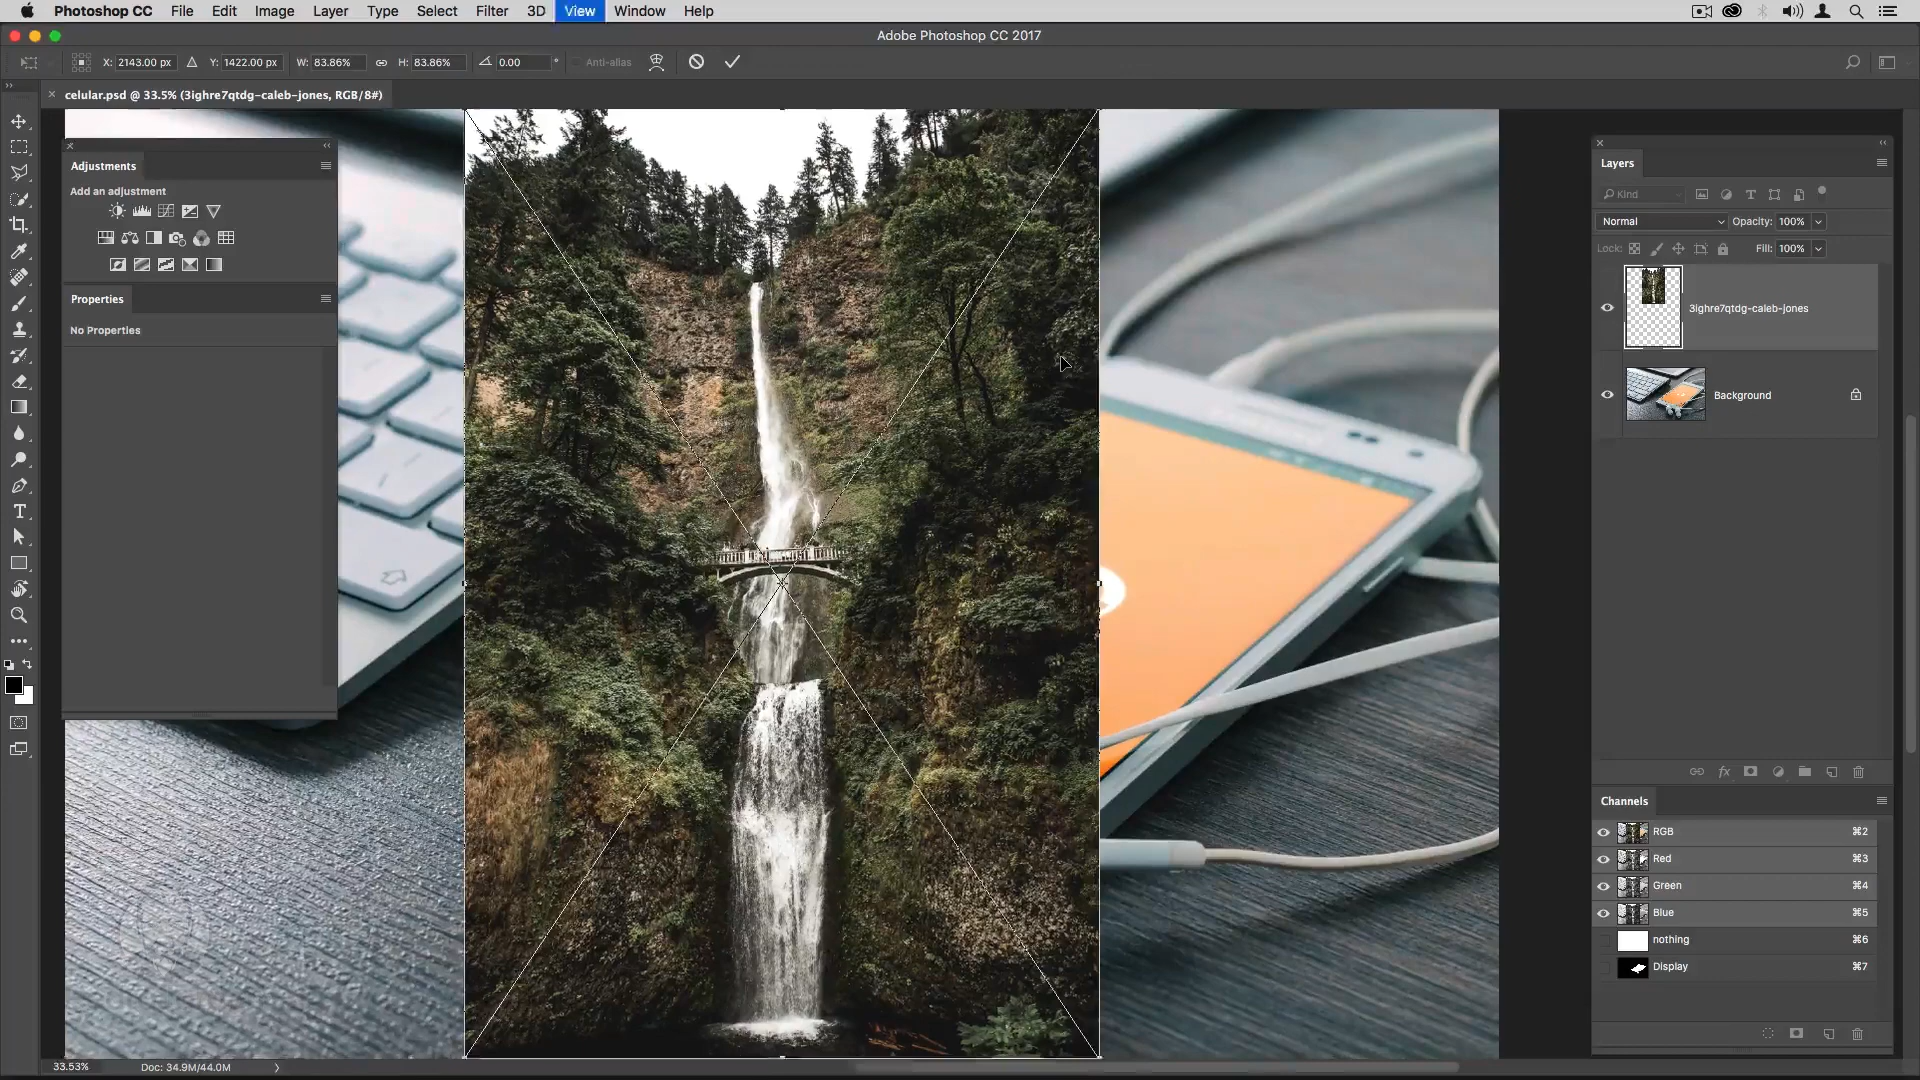 Photoshop CC File Edit Image Layer Type Select Filter 3D View Window Help
Adobe Photoshop CC 2017
X: 2143.00 px Y: 1422.00 px W: 83.86% H: 83.86% 0.00 ° Anti-alias
celular.psd @ 33.5% (3ighre7qtdg-caleb-jones, RGB/8#)
Adjustments
Add an adjustment
Properties
No Properties
Layers
Kind
Normal Opacity: 100%
Lock: Fill: 100%
3ighre7qtdg-caleb-jones
Background
Channels
RGB ⌘2
Red ⌘3
Green ⌘4
Blue ⌘5
nothing ⌘6
Display ⌘7
33.53% Doc: 34.9M/44.0M